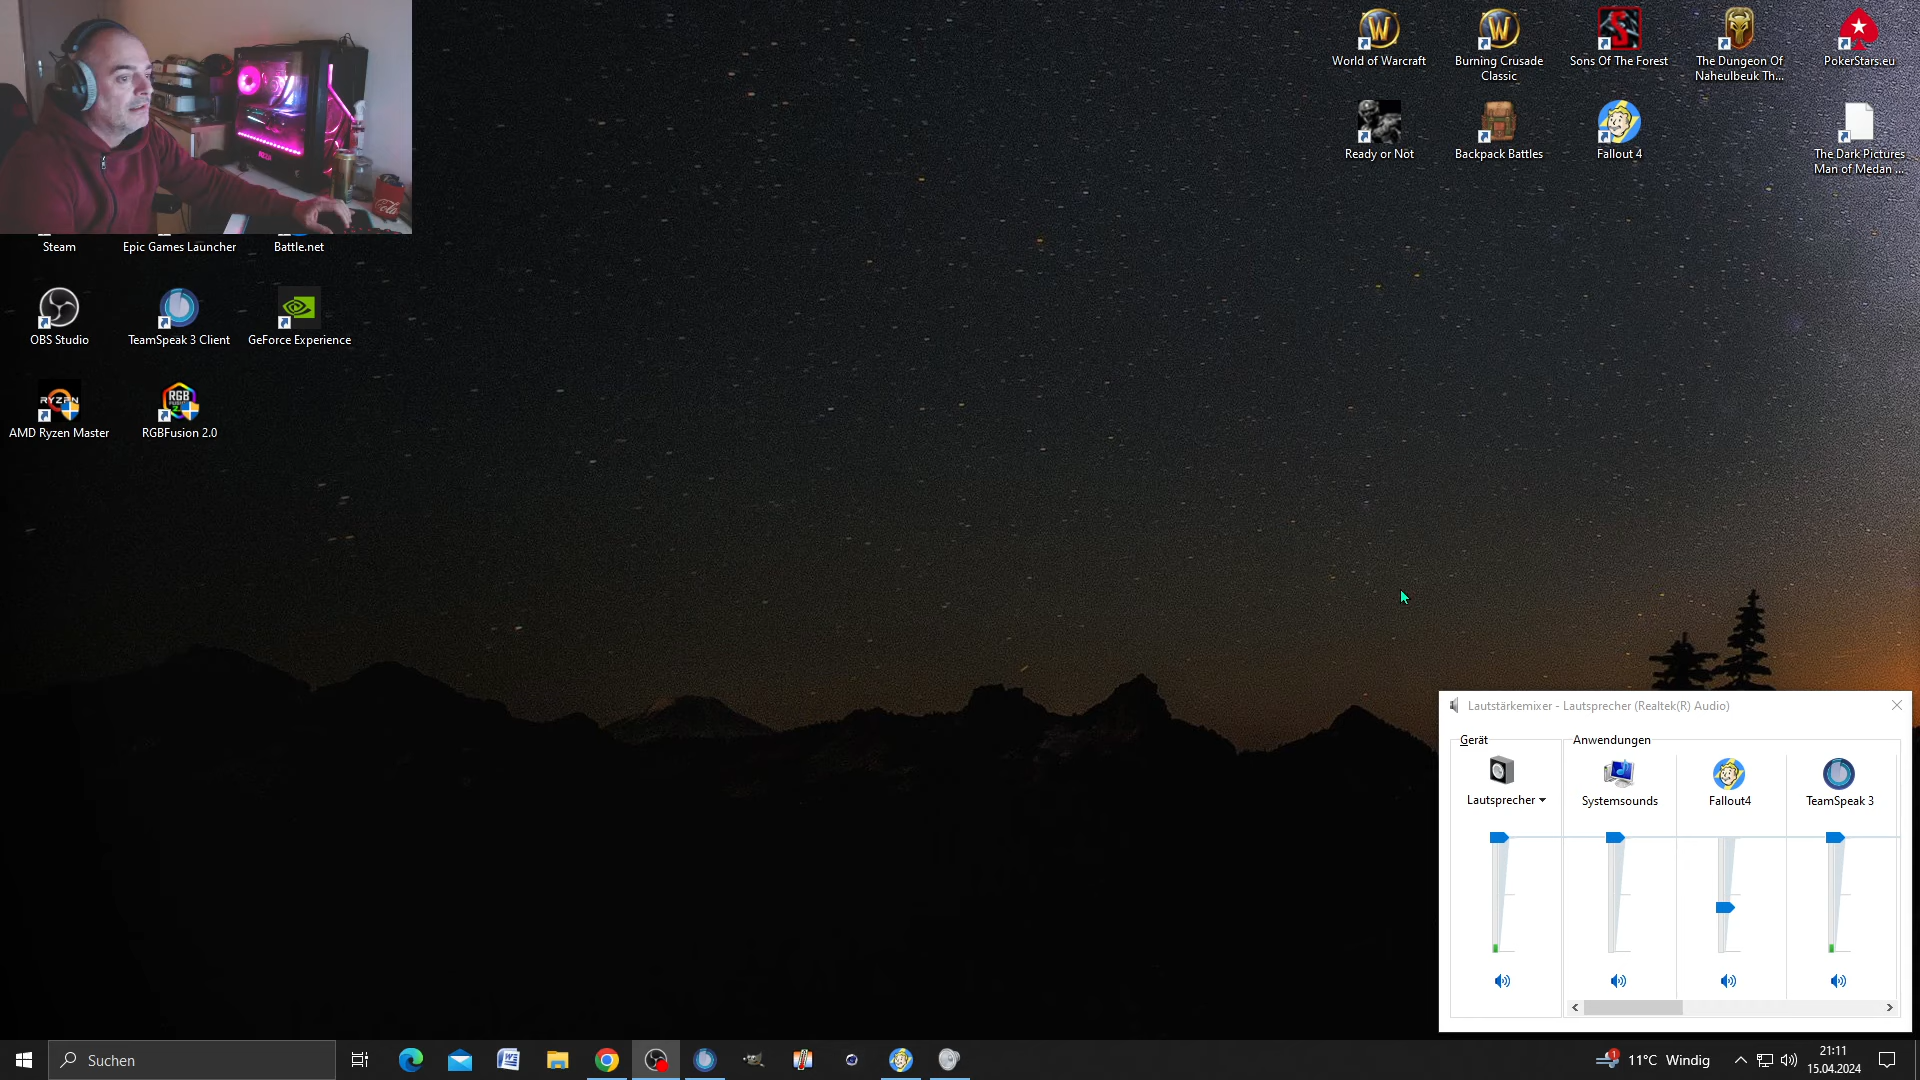 World of Warcraft
Burning Crusade
Classic
Sons Of The Forest
The Dungeon Of
Naheulbeuk Th...
PokerStars.eu
Ready or Not
Backpack Battles
Fallout 4
The Dark Pictures
Man of Medan ...
Steam
Epic Games Launcher
Battle.net
OBS Studio
TeamSpeak 3 Client
GeForce Experience
RYZEN
RGB
AMD Ryzen Master
RGBFusion 2.0
Lautstärkemixer - Lautsprecher (Realtek(R) Audio)
Gerät
Anwendungen
Lautsprecher
Systemsounds
Fallout4
TeamSpeak 3
Suchen
1
11°C Windig
21:11
15.04.2024